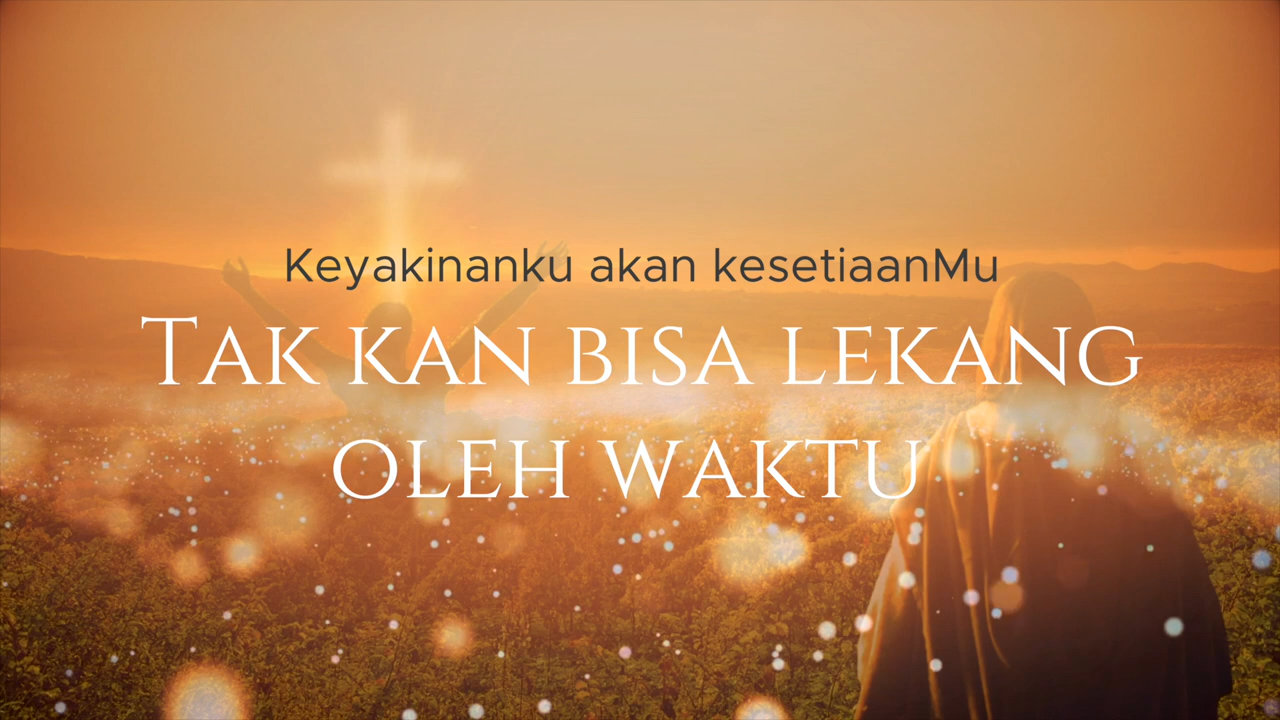 Keyakinanku akan kesetiaanMu
Tak kan bisa lekang
oleh waktu